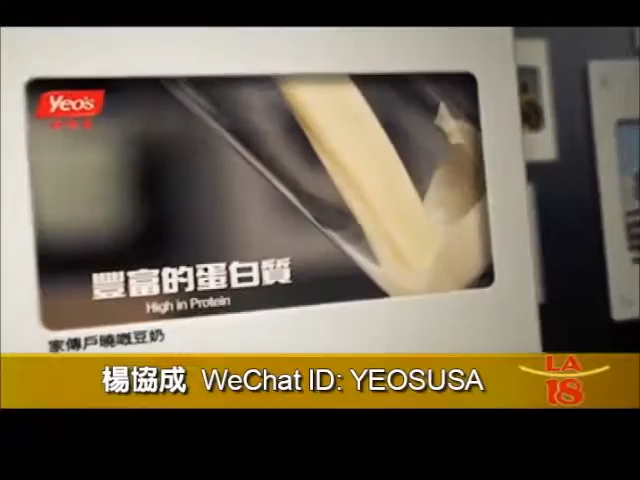 Yeo's
豐富的蛋白質
High in Protein
家傳戶曉嘅豆奶
楊協成 WeChat ID: YEOSUSA
LA
18